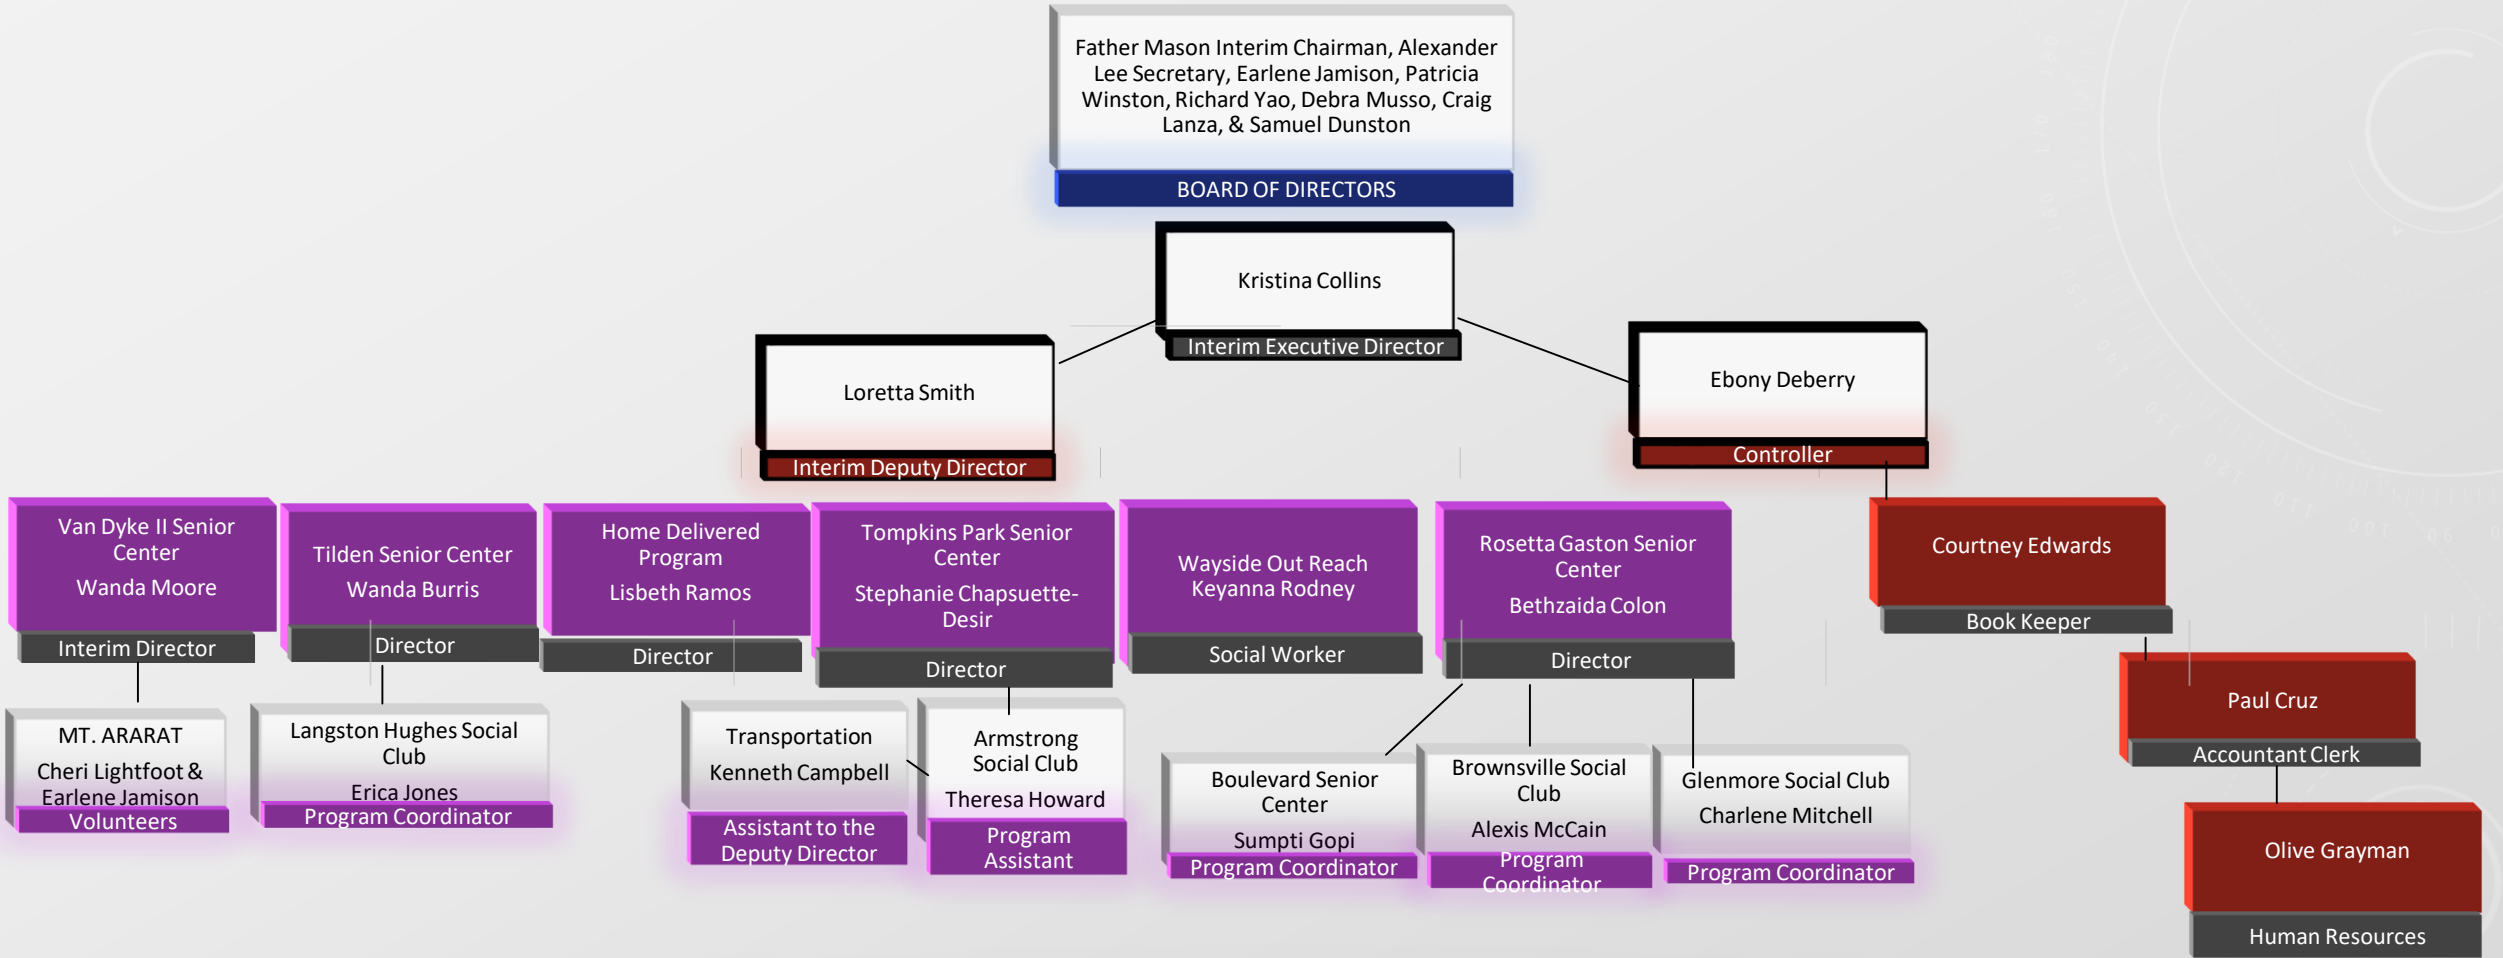 Father Mason Interim Chairman, Alexander
Lee Secretary, Earlene Jamison, Patricia
Winston, Richard Yao, Debra Musso, Craig
Lanza, & Samuel Dunston
BOARD OF DIRECTORS
Kristina Collins
Interim Executive Director
Loretta Smith
Interim Deputy Director
Ebony Deberry
Controller
Van Dyke II Senior
Center
Wanda Moore
Interim Director
Tilden Senior Center
Wanda Burris
Director
Home Delivered
Program
Lisbeth Ramos
Director
Tompkins Park Senior
Center
Stephanie Chapsuette-
Desir
Director
Wayside Out Reach
Keyanna Rodney
Social Worker
Rosetta Gaston Senior
Center
Bethzaida Colon
Director
Courtney Edwards
Book Keeper
MT. ARARAT
Cheri Lightfoot &
Earlene Jamison
Volunteers
Langston Hughes Social
Club
Erica Jones
Program Coordinator
Transportation
Kenneth Campbell
Assistant to the
Deputy Director
Armstrong
Social Club
Theresa Howard
Program
Assistant
Boulevard Senior
Center
Sumpti Gopi
Program Coordinator
Brownsville Social
Club
Alexis McCain
Program
Coordinator
Glenmore Social Club
Charlene Mitchell
Program Coordinator
Paul Cruz
Accountant Clerk
Olive Grayman
Human Resources